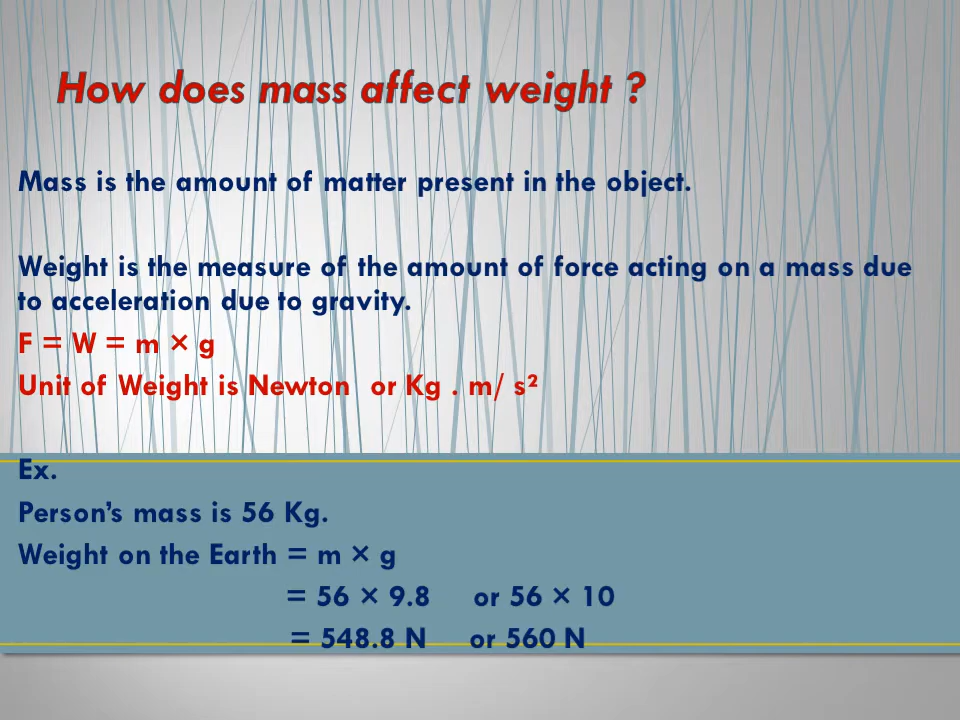 How does mass affect weight ?
Mass is the amount of matter present in the object.
Weight is the measure of the amount of force acting on a mass due
to acceleration due to gravity.
F = W = m × g
Unit of Weight is Newton or Kg . m/ s²
Ex.
Person's mass is 56 Kg.
Weight on the Earth = m × g
= 56 × 9.8 or 56 × 10
= 548.8 N or 560 N